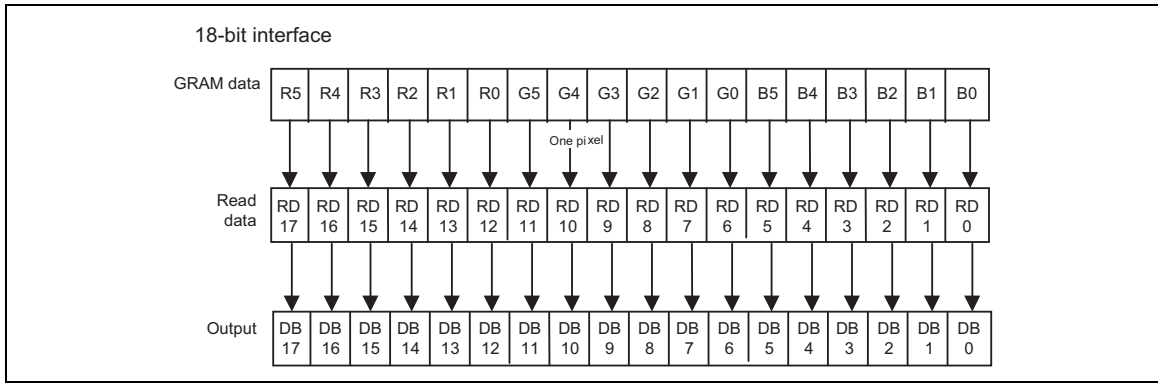 18-bit interface
GRAM data R5 R4 R3 R2 R1 R0 G5 G4 G3 G2 G1 G0 B5 B4 B3 B2 B1 B0
One pixel
Read data RD 17 RD 16 RD 15 RD 14 RD 13 RD 12 RD 11 RD 10 RD 9 RD 8 RD 7 RD 6 RD 5 RD 4 RD 3 RD 2 RD 1 RD 0
Output DB 17 DB 16 DB 15 DB 14 DB 13 DB 12 DB 11 DB 10 DB 9 DB 8 DB 7 DB 6 DB 5 DB 4 DB 3 DB 2 DB 1 DB 0